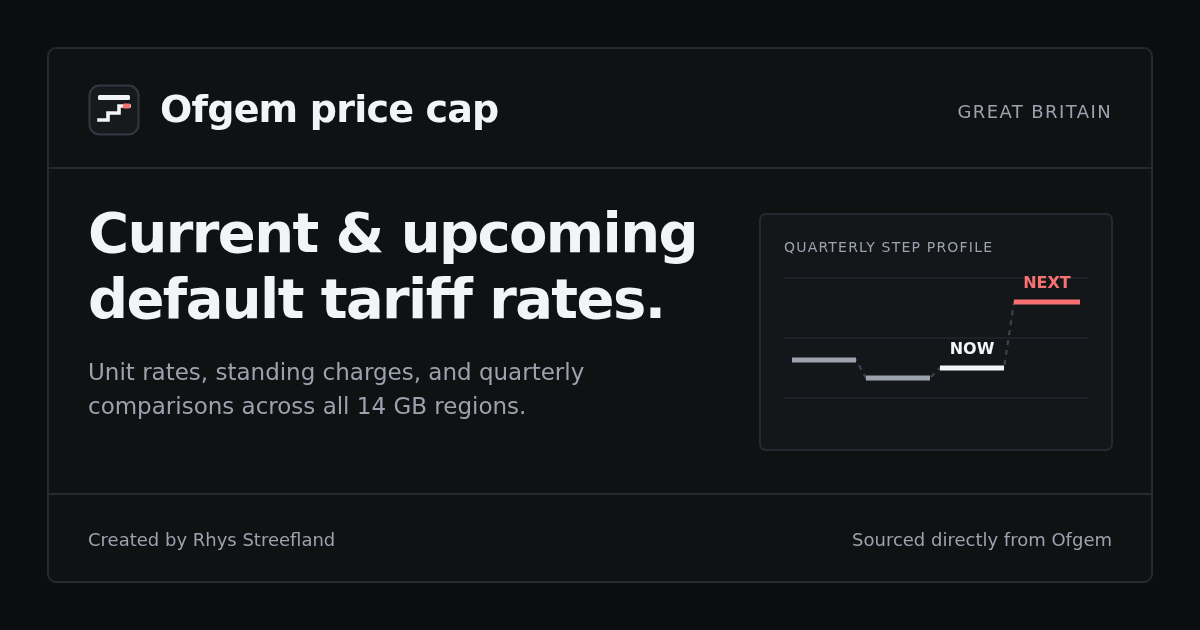 Ofgem price cap
GREAT BRITAIN
Current & upcoming
default tariff rates.
Unit rates, standing charges, and quarterly
comparisons across all 14 GB regions.
QUARTERLY STEP PROFILE
NEXT
NOW
Created by Rhys Streefland
Sourced directly from Ofgem